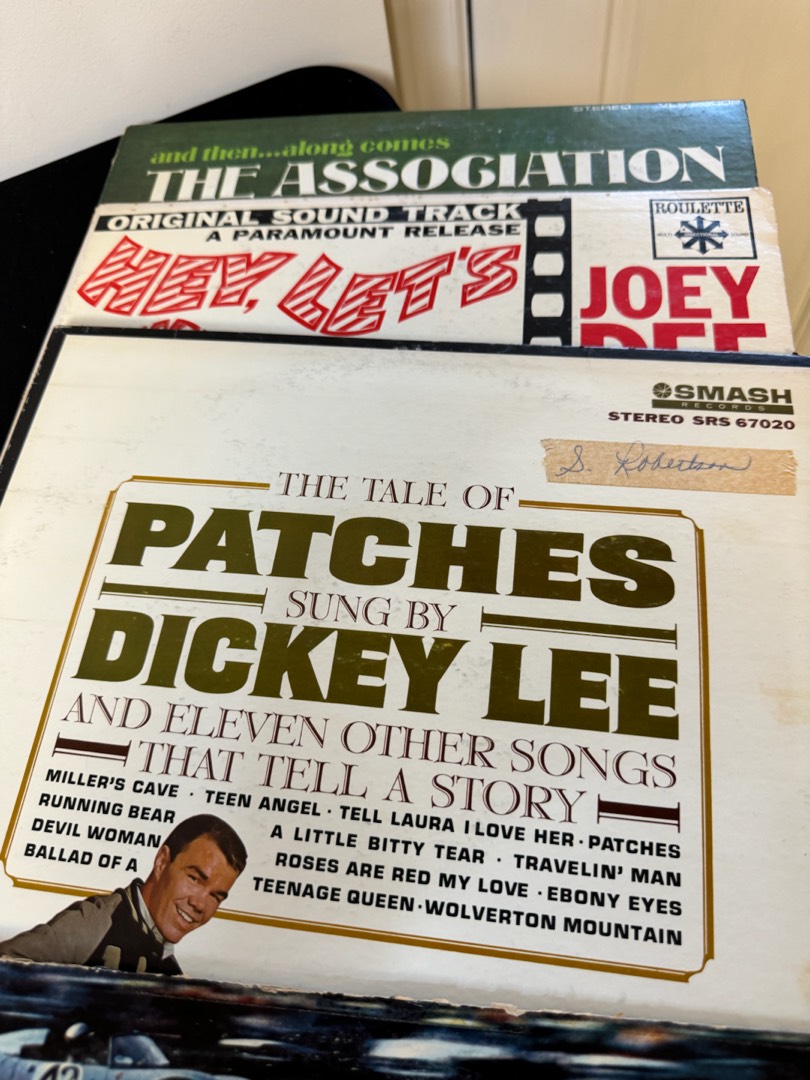 STEREO
and then...along comes
THE ASSOCIATION
ORIGINAL SOUND TRACK
A PARAMOUNT RELEASE
HEY, LET'S
ROULETTE
JOEY
DEE
SMASH
RECORDS
STEREO SRS 67020
S. Robertson
THE TALE OF
PATCHES
SUNG BY
DICKEY LEE
AND ELEVEN OTHER SONGS
THAT TELL A STORY
MILLER'S CAVE · TEEN ANGEL · TELL LAURA I LOVE HER · PATCHES
RUNNING BEAR A LITTLE BITTY TEAR · TRAVELIN' MAN
DEVIL WOMAN ROSES ARE RED MY LOVE · EBONY EYES
BALLAD OF A TEENAGE QUEEN · WOLVERTON MOUNTAIN